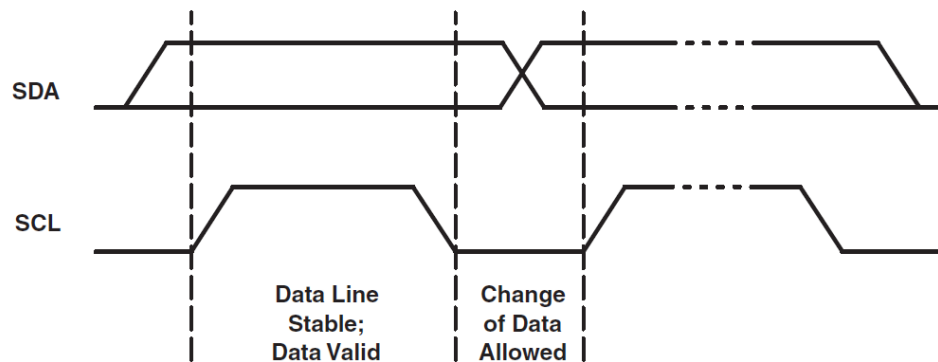 SDA
SCL
Data Line
Stable;
Data Valid
Change
of Data
Allowed